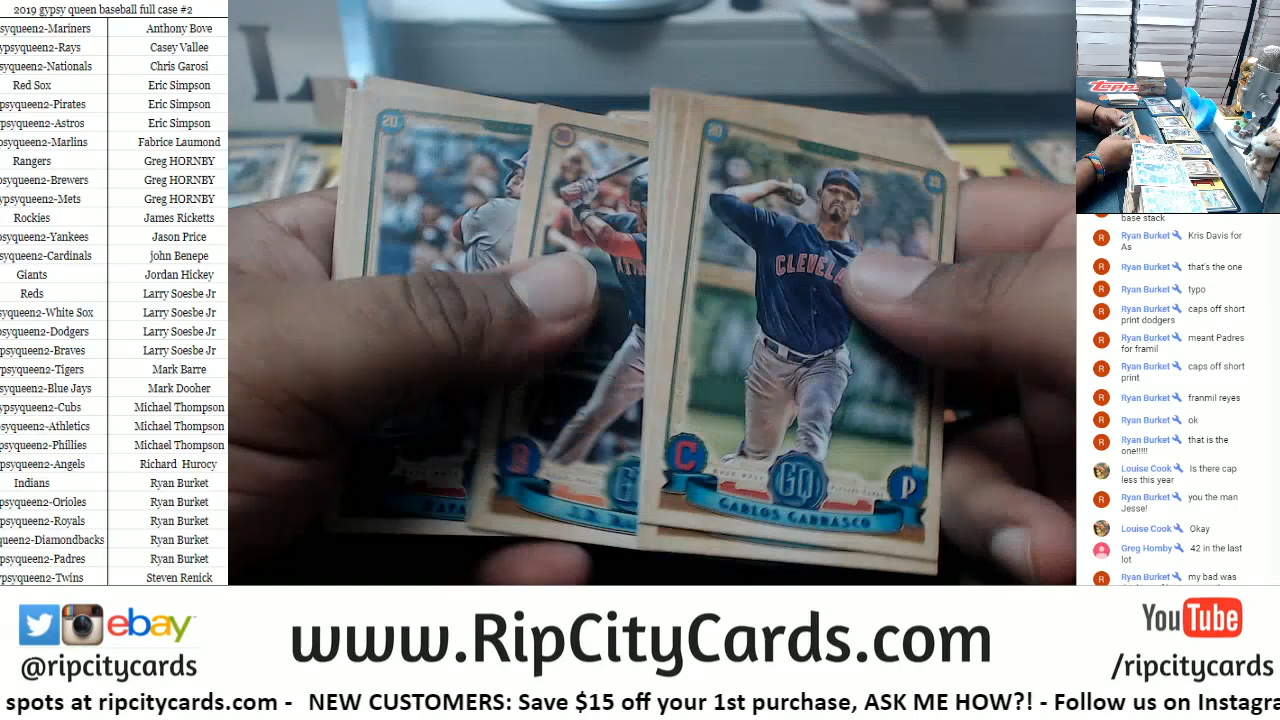 2019 gypsy queen baseball full case #2
syqueen2-Mariners Anthony Bove
ypsyqueen2-Rays Casey Vallee
syqueen2-Nationals Chris Garosi
Red Sox Eric Simpson
psyqueen2-Pirates Eric Simpson
psyqueen2-Astros Eric Simpson
psyqueen2-Marlins Fabrice Laumond
Rangers Greg HORNBY
psyqueen2-Brewers Greg HORNBY
ypsyqueen2-Mets Greg HORNBY
Rockies James Ricketts
psyqueen2-Yankees Jason Price
psyqueen2-Cardinals john Benepe
Giants Jordan Hickey
Reds Larry Soesbe Jr
syqueen2-White Sox Larry Soesbe Jr
psyqueen2-Dodgers Larry Soesbe Jr
psyqueen2-Braves Larry Soesbe Jr
psyqueen2-Tigers Mark Barre
syqueen2-Blue Jays Mark Dooher
ypsyqueen2-Cubs Michael Thompson
syqueen2-Athletics Michael Thompson
syqueen2-Phillies Michael Thompson
psyqueen2-Angels Richard Hurocy
Indians Ryan Burket
psyqueen2-Orioles Ryan Burket
psyqueen2-Royals Ryan Burket
queen2-Diamondbacks Ryan Burket
psyqueen2-Padres Ryan Burket
ypsyqueen2-Twins Steven Renick
20
20
CLEVELA
C
GQ
P
CARLOS CARRASCO
Topps
base stack
Ryan Burket Kris Davis for
As
Ryan Burket that's the one
Ryan Burket typo
Ryan Burket caps off short
print dodgers
Ryan Burket meant Padres
for framil
Ryan Burket caps off short
print
Ryan Burket franmil reyes
Ryan Burket ok
Ryan Burket that is the
one!!!!!
Louise Cook Is there cap
less this year
Ryan Burket you the man
Jesse!
Louise Cook Okay
Greg Hornby 42 in the last
lot
Ryan Burket my bad was
ebay
@ripcitycards
www.RipCityCards.com
YouTube
/ripcitycards
spots at ripcitycards.com - NEW CUSTOMERS: Save $15 off your 1st purchase, ASK ME HOW?! - Follow us on Instagra